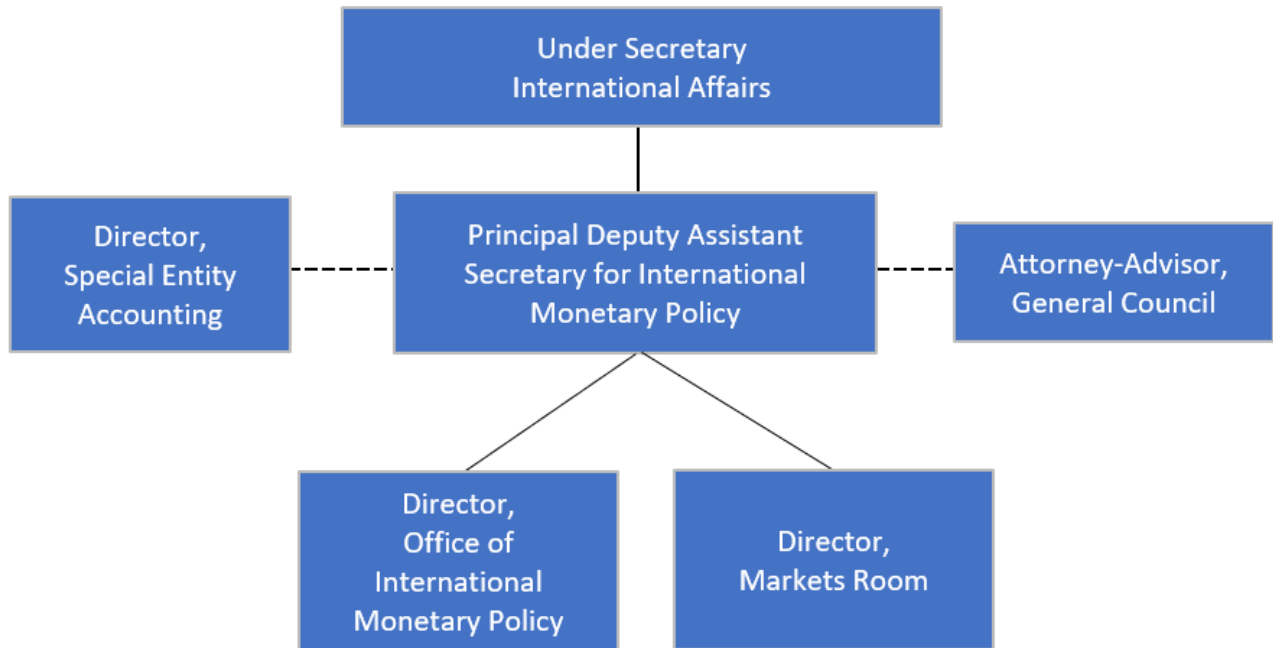 Under Secretary
International Affairs
Director,
Special Entity
Accounting
Principal Deputy Assistant
Secretary for International
Monetary Policy
Attorney-Advisor,
General Council
Director,
Office of
International
Monetary Policy
Director,
Markets Room